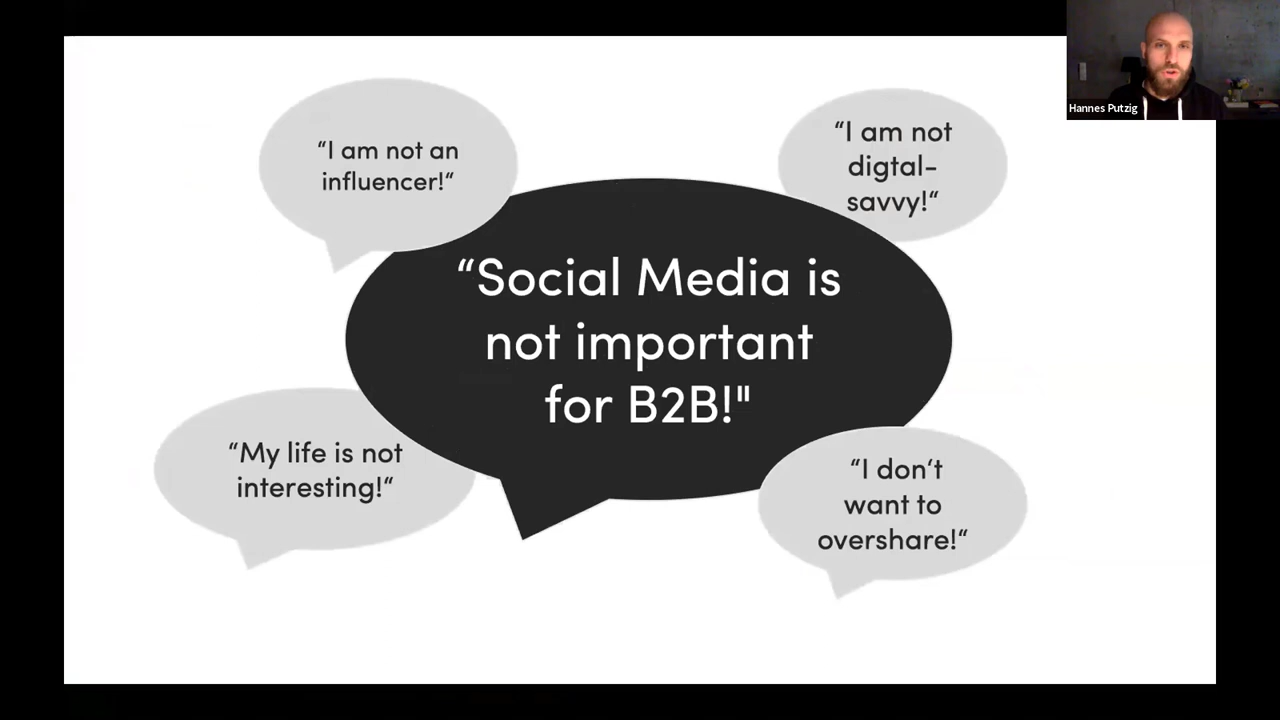 “I am not an
influencer!“
“I am not
digtal-
savvy!“
Hannes Putzig
“Social Media is
not important
for B2B!"
“My life is not
interesting!“
“I don‘t
want to
overshare!“